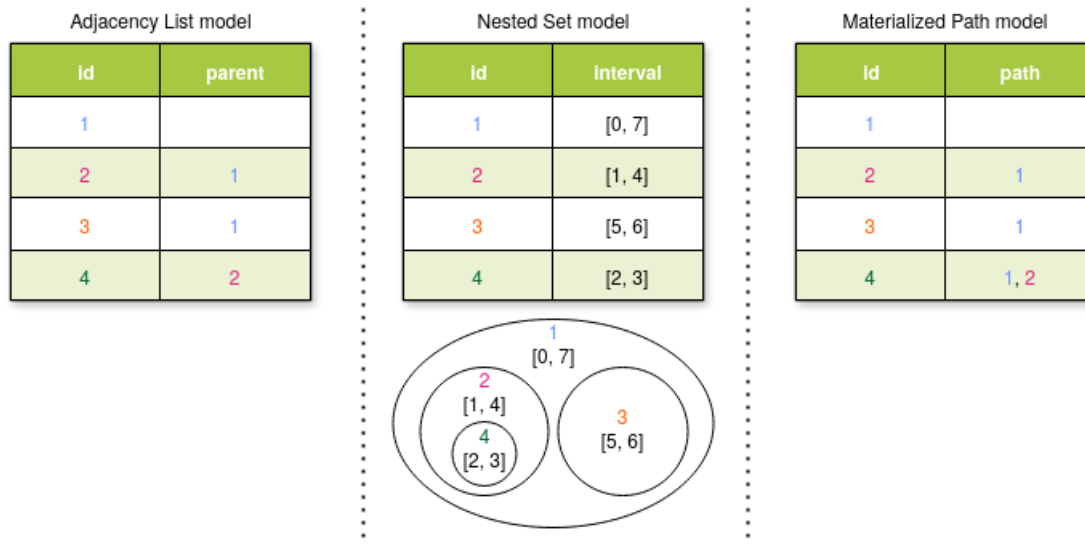 Adjacency List model
id parent
1
2 1
3 1
4 2
Nested Set model
id interval
1 [0, 7]
2 [1, 4]
3 [5, 6]
4 [2, 3]
1
[0, 7]
2
[1, 4]
4
[2, 3]
3
[5, 6]
Materialized Path model
id path
1
2 1
3 1
4 1, 2